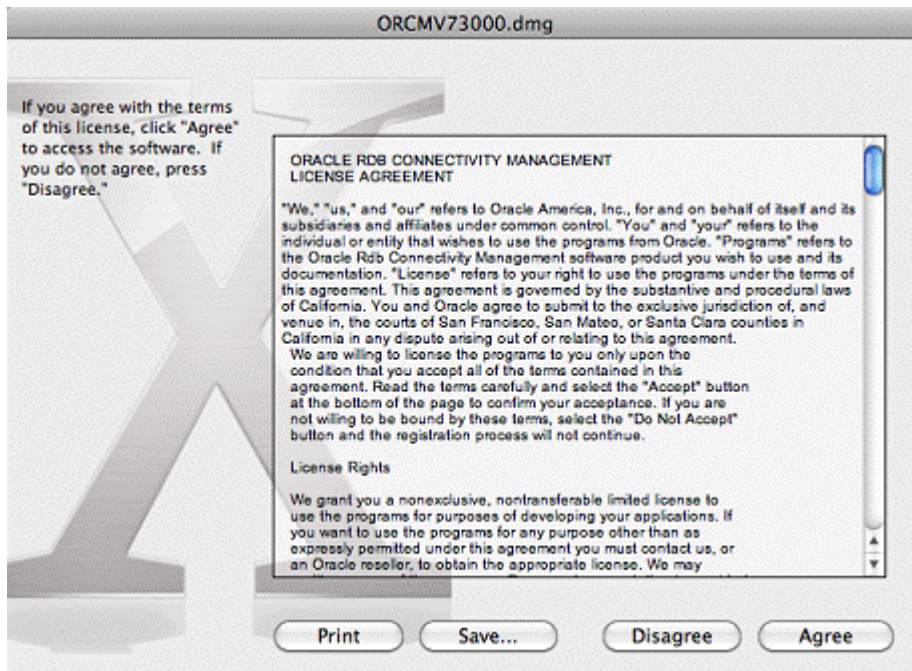 ORCMV73000.dmg
If you agree with the terms
of this license, click "Agree"
to access the software. If
you do not agree, press
"Disagree."
ORACLE RDB CONNECTIVITY MANAGEMENT
LICENSE AGREEMENT
"We," "us," and "our" refers to Oracle America, Inc., for and on behalf of itself and its
subsidiaries and affiliates under common control. "You" and "your" refers to the
individual or entity that wishes to use the programs from Oracle. "Programs" refers to
the Oracle Rdb Connectivity Management software product you wish to use and its
documentation. "License" refers to your right to use the programs under the terms of
this agreement. This agreement is governed by the substantive and procedural laws
of California. You and Oracle agree to submit to the exclusive jurisdiction of, and
venue in, the courts of San Francisco, San Mateo, or Santa Clara counties in
California in any dispute arising out of or relating to this agreement.
We are willing to license the programs to you only upon the
condition that you accept all of the terms contained in this
agreement. Read the terms carefully and select the "Accept" button
at the bottom of the page to confirm your acceptance. If you are
not willing to be bound by these terms, select the "Do Not Accept"
button and the registration process will not continue.
License Rights
We grant you a nonexclusive, nontransferable limited license to
use the programs for purposes of developing your applications. If
you want to use the programs for any purpose other than as
expressly permitted under this agreement you must contact us, or
an Oracle reseller, to obtain the appropriate license. We may
Print
Save...
Disagree
Agree